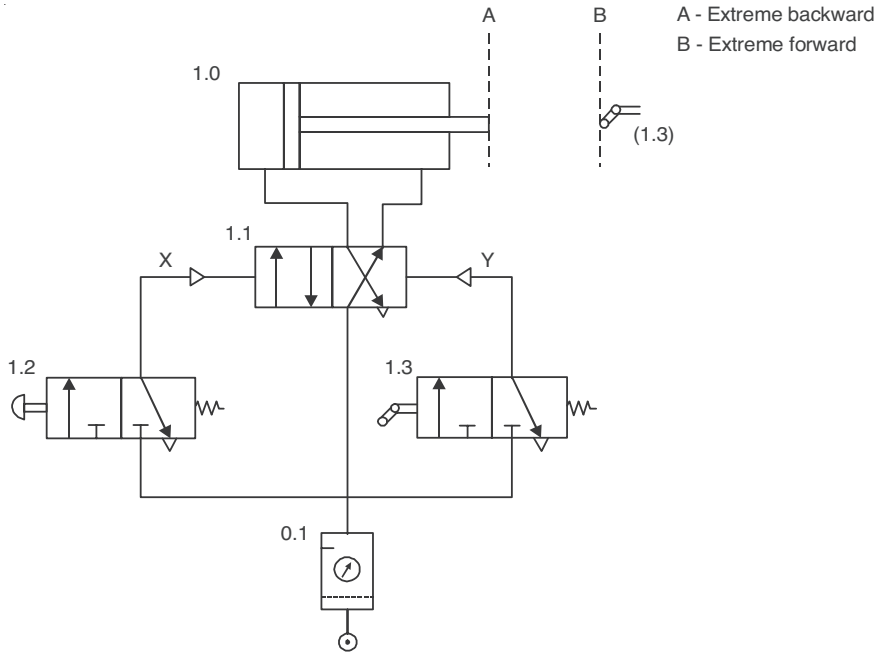 A
B
A - Extreme backward
B - Extreme forward
1.0
(1.3)
1.1
X
Y
1.2
1.3
0.1